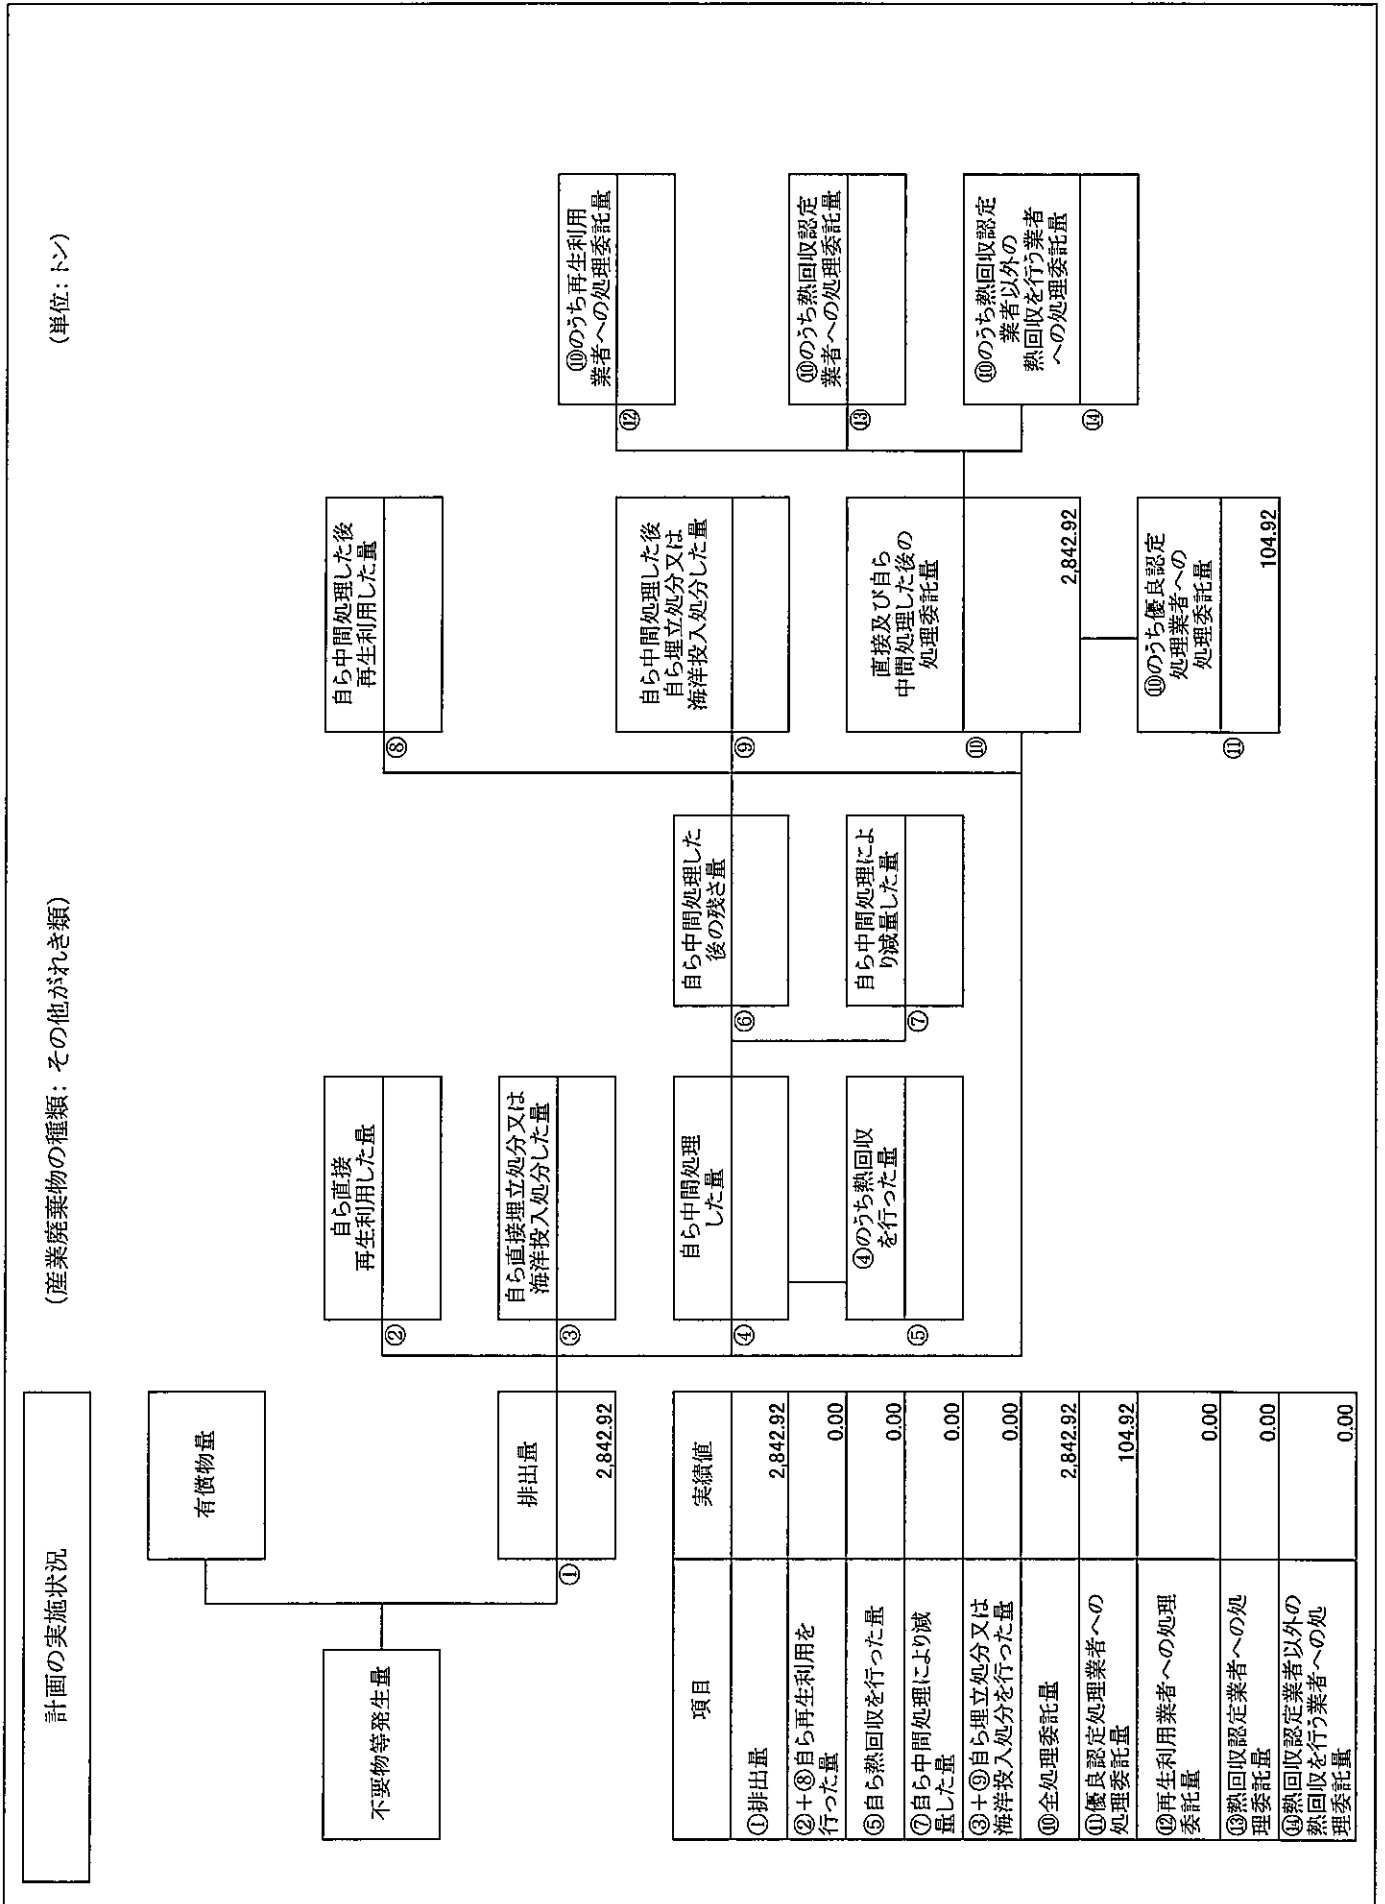 計画の実施状況
(産業廃棄物の種類: その他がれき類)
(単位:トン)
不要物等発生量
有償物量
①
排出量
2,842.92
②
自ら直接
再生利用した量
③
自ら直接埋立処分又は
海洋投入処分した量
④
自ら中間処理
した量
⑤
④のうち熱回収
を行った量
⑥
自ら中間処理した
後の残さ量
⑦
自ら中間処理によ
り減量した量
⑧
自ら中間処理した後
再生利用した量
⑨
自ら中間処理した後
自ら埋立処分又は
海洋投入処分した量
⑩
直接及び自ら
中間処理した後の
処理委託量
2,842.92
⑪
⑩のうち優良認定
処理業者への
処理委託量
104.92
⑫
⑩のうち再生利用
業者への処理委託量
⑬
⑩のうち熱回収認定
業者への処理委託量
⑭
⑩のうち熱回収認定
業者以外の
熱回収を行う業者
への処理委託量
項目
実績値
①排出量
2,842.92
②+⑧自ら再生利用を
行った量
0.00
⑤自ら熱回収を行った量
0.00
⑦自ら中間処理により減
量した量
0.00
③+⑨自ら埋立処分又は
海洋投入処分を行った量
0.00
⑩全処理委託量
2,842.92
⑪優良認定処理業者への
処理委託量
104.92
⑫再生利用業者への処理
委託量
0.00
⑬熱回収認定業者への処
理委託量
0.00
⑭熱回収認定業者以外の
熱回収を行う業者への処
理委託量
0.00